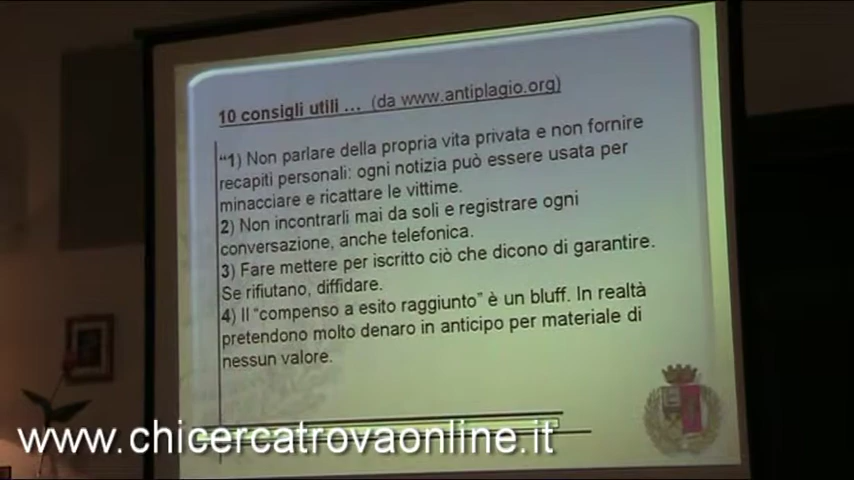 10 consigli utili ... (da www.antiplagio.org)
“1) Non parlare della propria vita privata e non fornire
recapiti personali: ogni notizia può essere usata per
minacciare e ricattare le vittime.
2) Non incontrarli mai da soli e registrare ogni
conversazione, anche telefonica.
3) Fare mettere per iscritto ciò che dicono di garantire.
Se rifiutano, diffidare.
4) Il “compenso a esito raggiunto” è un bluff. In realtà
pretendono molto denaro in anticipo per materiale di
nessun valore.
www.chicercatrovaonline.it